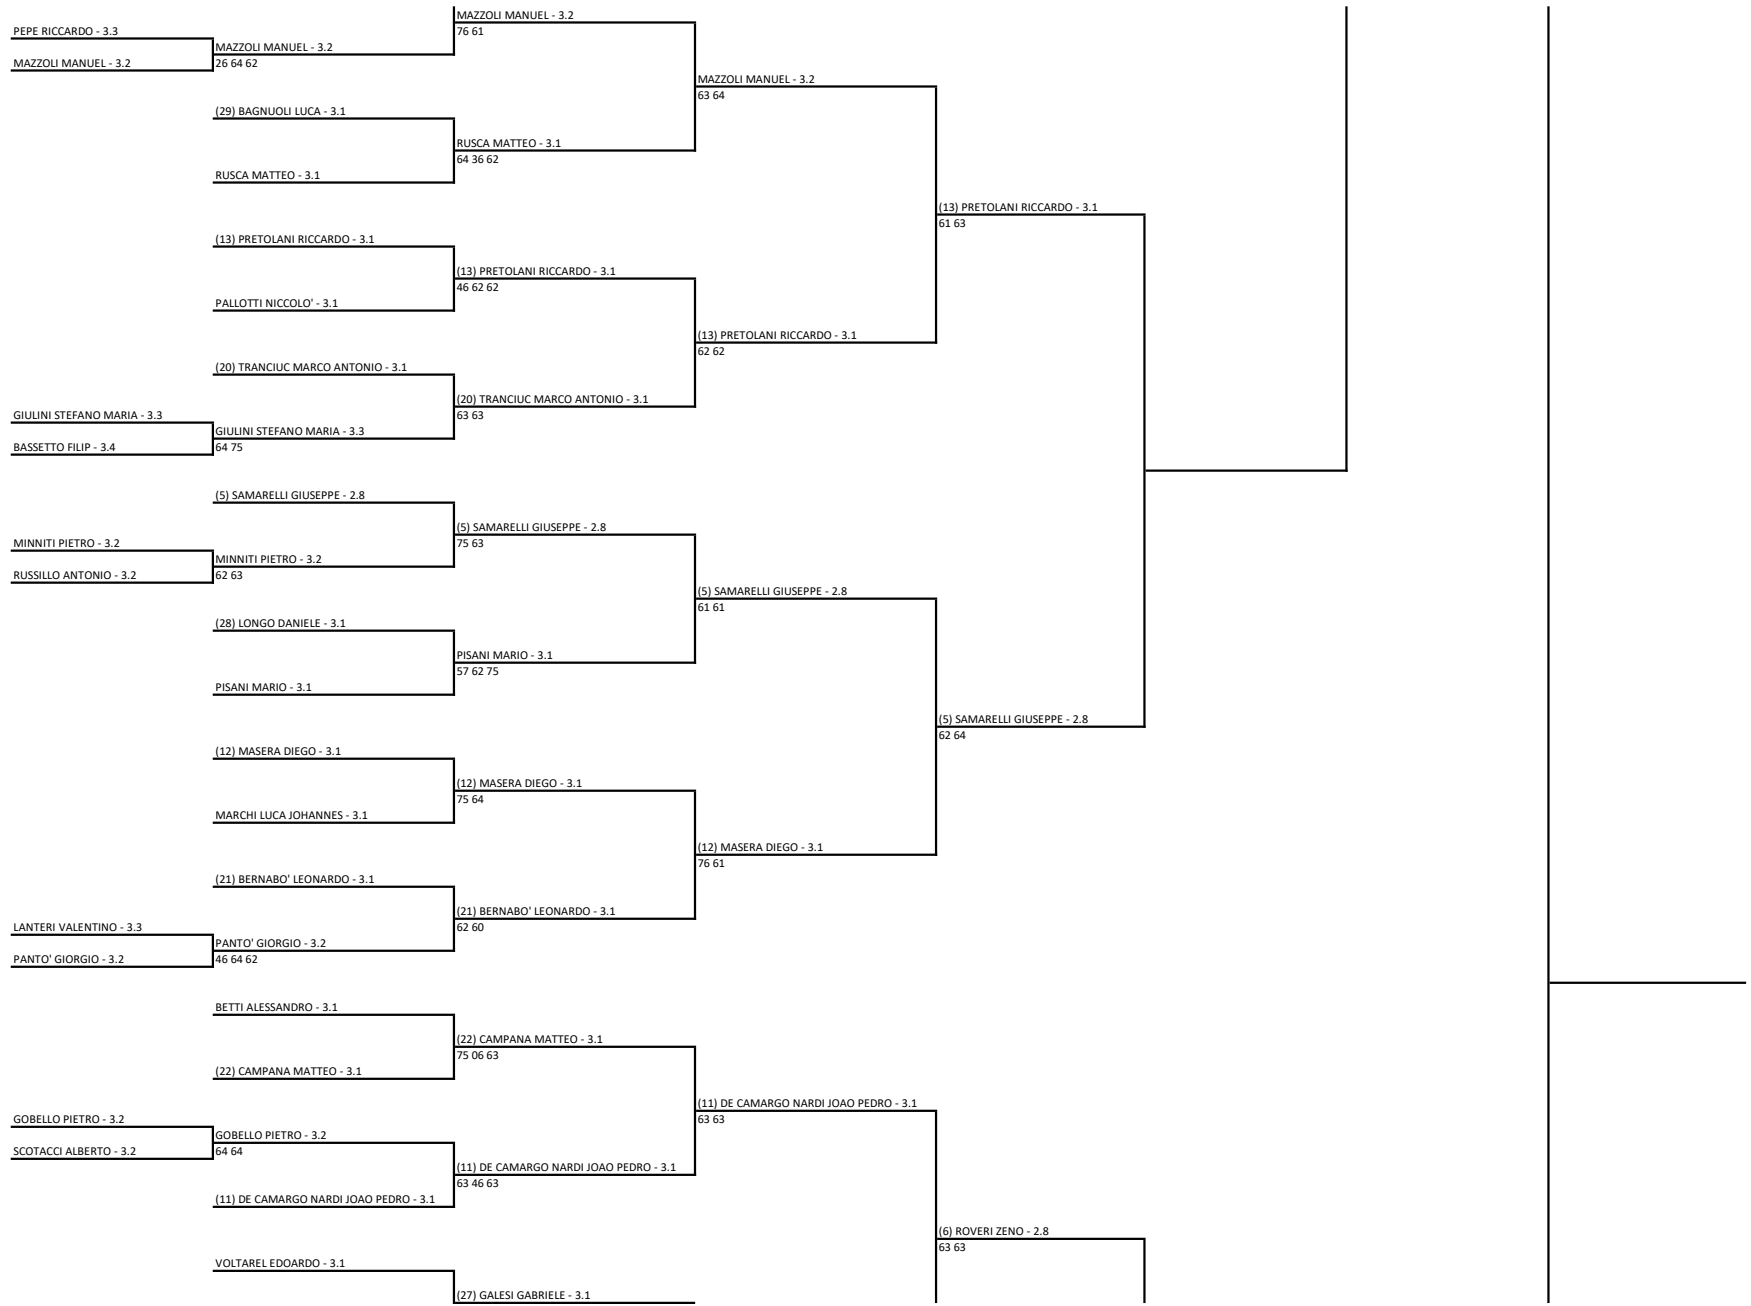 MAZZOLI MANUEL - 3.2
76 61
PEPE RICCARDO - 3.3
MAZZOLI MANUEL - 3.2
MAZZOLI MANUEL - 3.2
26 64 62
MAZZOLI MANUEL - 3.2
63 64
(29) BAGNUOLI LUCA - 3.1
RUSCA MATTEO - 3.1
64 36 62
RUSCA MATTEO - 3.1
(13) PRETOLANI RICCARDO - 3.1
61 63
(13) PRETOLANI RICCARDO - 3.1
(13) PRETOLANI RICCARDO - 3.1
46 62 62
PALLOTTI NICCOLO' - 3.1
(13) PRETOLANI RICCARDO - 3.1
62 62
(20) TRANCIUC MARCO ANTONIO - 3.1
(20) TRANCIUC MARCO ANTONIO - 3.1
63 63
GIULINI STEFANO MARIA - 3.3
GIULINI STEFANO MARIA - 3.3
BASSETTO FILIP - 3.4
64 75
(5) SAMARELLI GIUSEPPE - 2.8
(5) SAMARELLI GIUSEPPE - 2.8
75 63
MINNITI PIETRO - 3.2
MINNITI PIETRO - 3.2
RUSSILLO ANTONIO - 3.2
62 63
(5) SAMARELLI GIUSEPPE - 2.8
61 61
(28) LONGO DANIELE - 3.1
PISANI MARIO - 3.1
57 62 75
PISANI MARIO - 3.1
(5) SAMARELLI GIUSEPPE - 2.8
62 64
(12) MASERA DIEGO - 3.1
(12) MASERA DIEGO - 3.1
75 64
MARCHI LUCA JOHANNES - 3.1
(12) MASERA DIEGO - 3.1
76 61
(21) BERNABO' LEONARDO - 3.1
(21) BERNABO' LEONARDO - 3.1
62 60
LANTERI VALENTINO - 3.3
PANTO' GIORGIO - 3.2
PANTO' GIORGIO - 3.2
46 64 62
BETTI ALESSANDRO - 3.1
(22) CAMPANA MATTEO - 3.1
75 06 63
(22) CAMPANA MATTEO - 3.1
(11) DE CAMARGO NARDI JOAO PEDRO - 3.1
63 63
GOBELLO PIETRO - 3.2
GOBELLO PIETRO - 3.2
SCOTACCI ALBERTO - 3.2
64 64
(11) DE CAMARGO NARDI JOAO PEDRO - 3.1
63 46 63
(11) DE CAMARGO NARDI JOAO PEDRO - 3.1
(6) ROVERI ZENO - 2.8
63 63
VOLTAREL EDOARDO - 3.1
(27) GALESI GABRIELE - 3.1